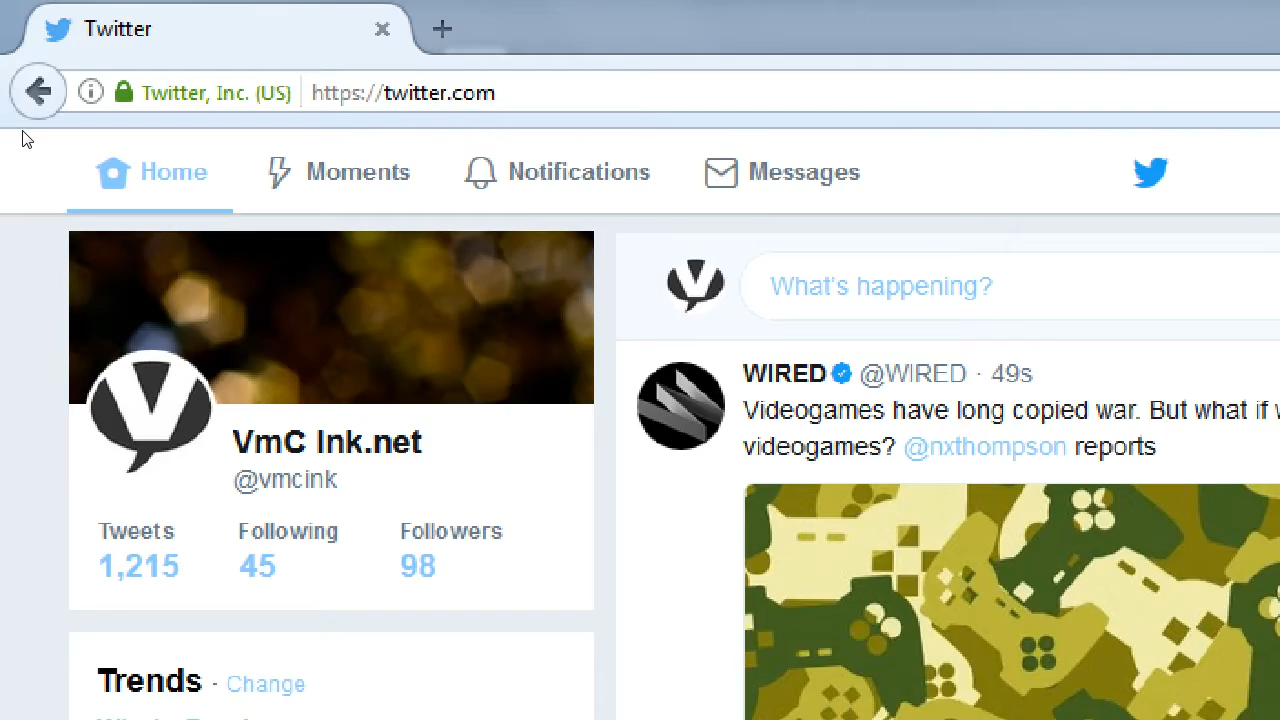 Twitter
Twitter, Inc. (US) https://twitter.com
Home Moments Notifications Messages
What's happening?
VmC Ink.net
@vmcink
Tweets Following Followers
1,215 45 98
WIRED @WIRED · 49s
Videogames have long copied war. But what if
videogames? @nxthompson reports
Trends · Change